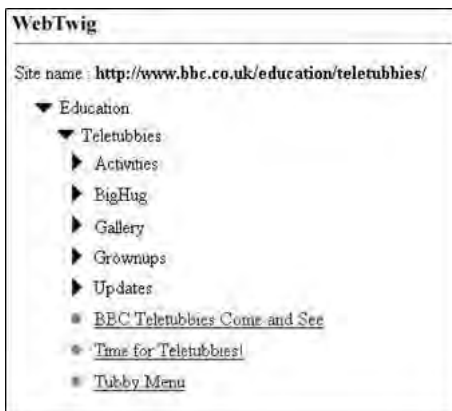 WebTwig
Site name : http://www.bbc.co.uk/education/teletubbies/
Education
Teletubbies
Activities
BigHug
Gallery
Grownups
Updates
BBC Teletubbies Come and See
Time for Teletubbies!
Tubby Menu